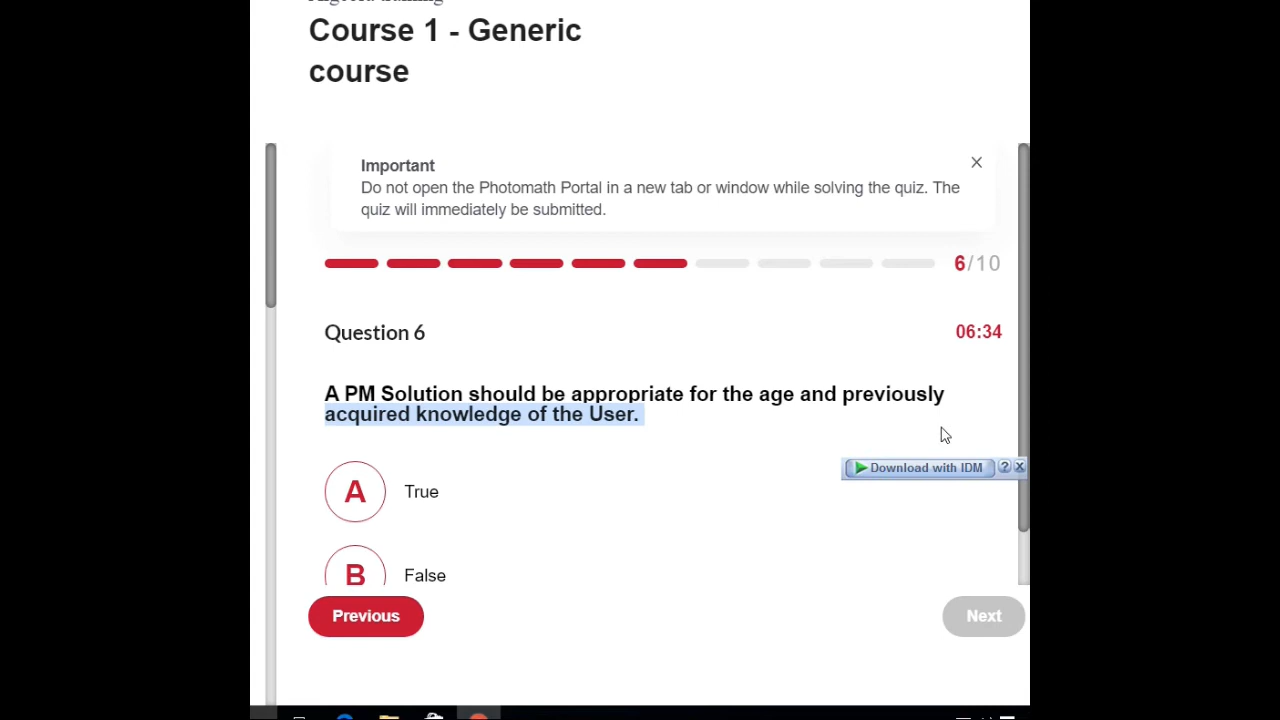 Course 1 - Generic
course
Important
Do not open the Photomath Portal in a new tab or window while solving the quiz. The
quiz will immediately be submitted.
6/10
Question 6
06:34
A PM Solution should be appropriate for the age and previously
acquired knowledge of the User.
Download with IDM ? X
A True
B False
Previous
Next